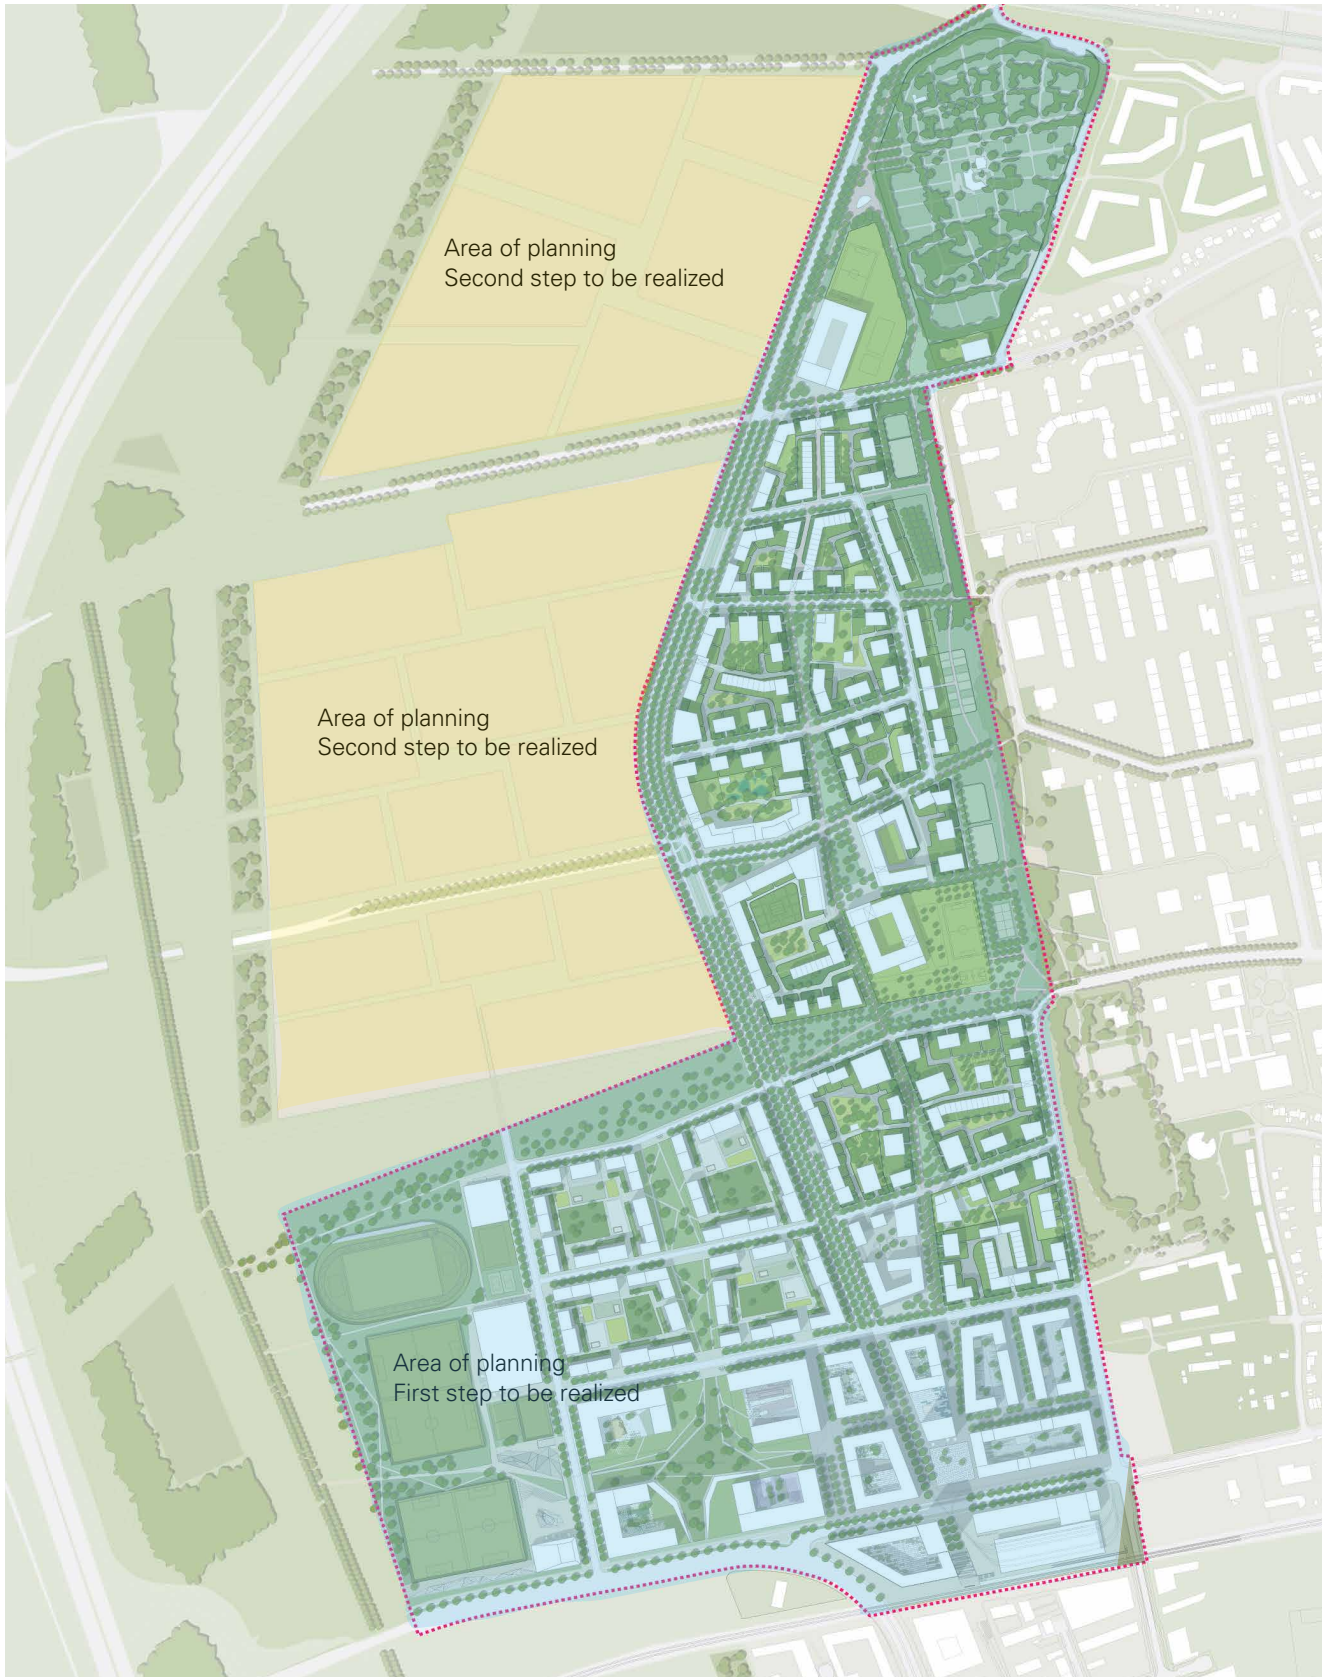 Area of planning
Second step to be realized
Area of planning
Second step to be realized
Area of planning
First step to be realized